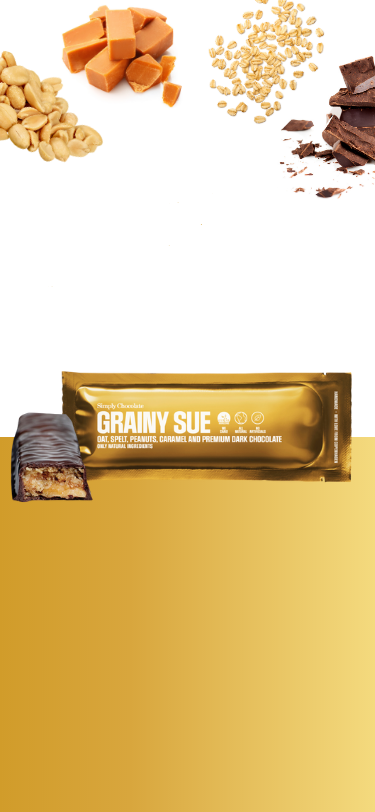 Simply Chocolate
GRAINY SUE
OAT, SPELT, PEANUTS, CARAMEL AND PREMIUM DARK CHOCOLATE
ONLY NATURAL INGREDIENTS